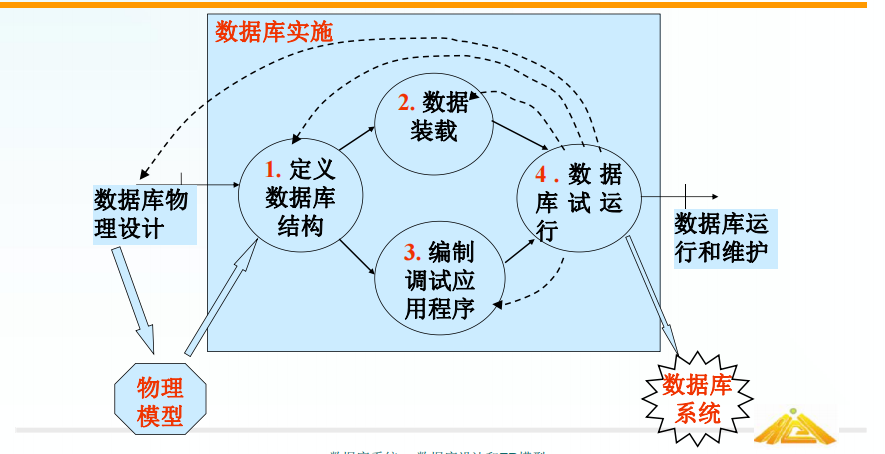 数据库实施
2. 数据
装载
1. 定义
数据库
结构
4 . 数 据
库 试 运
行
数据库物
理设计
数据库运
行和维护
3. 编制
调试应
用程序
物理
模型
数据库
系统